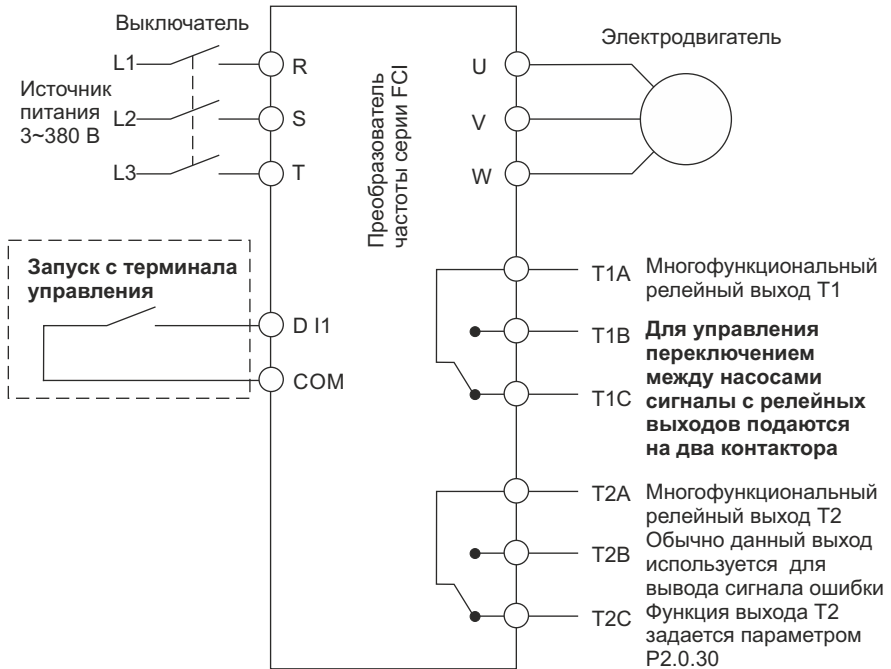 Выключатель
L1
R
Источник
питания
3~380 В
L2
S
L3
T
Преобразователь
частоты серии FCI
U
V
W
Электродвигатель
Запуск с терминала
управления
D I1
COM
T1A
Многофункциональный
релейный выход T1
T1B
Для управления
переключением
между насосами
сигналы с релейных
выходов подаются
на два контактора
T1C
T2A
Многофункциональный
релейный выход T2
T2B
Обычно данный выход
используется для
вывода сигнала ошибки
T2C
Функция выхода T2
задается параметром
P2.0.30